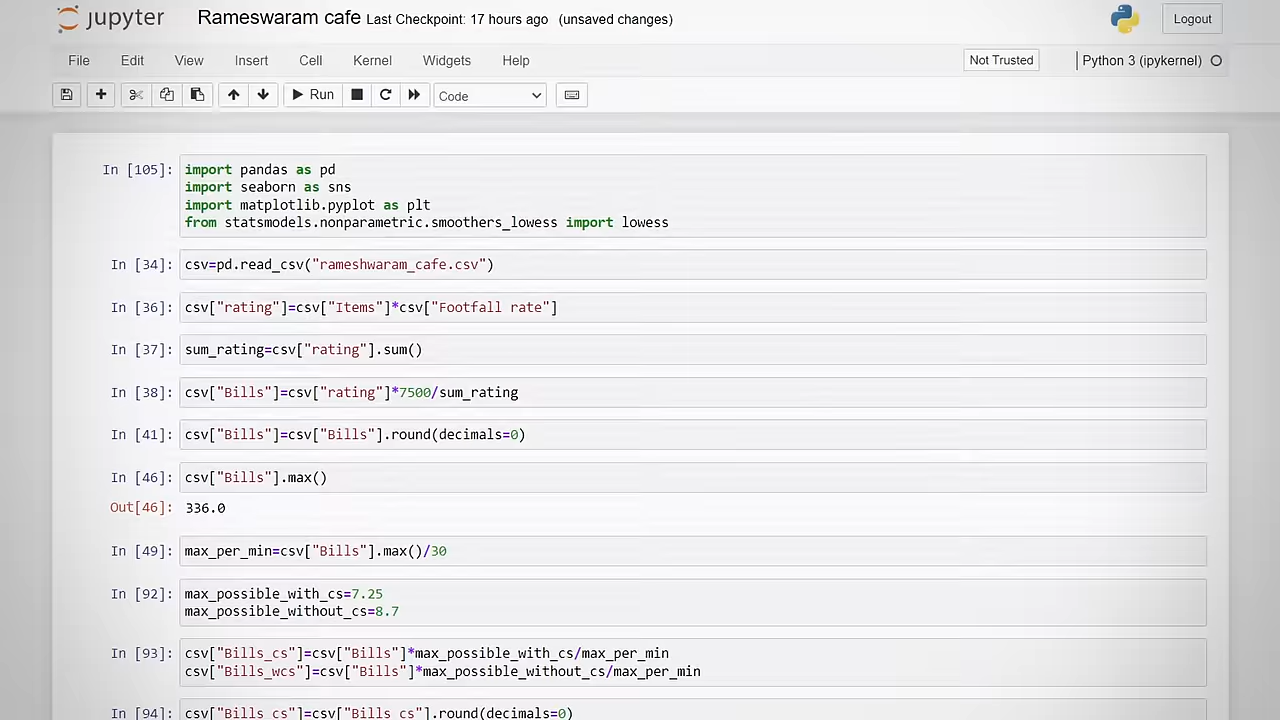 jupyter Rameswaram cafe Last Checkpoint: 17 hours ago (unsaved changes) Logout
File Edit View Insert Cell Kernel Widgets Help Not Trusted Python 3 (ipykernel)
Run Code
In [105]: import pandas as pd
import seaborn as sns
import matplotlib.pyplot as plt
from statsmodels.nonparametric.smoothers_lowess import lowess
In [34]: csv=pd.read_csv("rameshwaram_cafe.csv")
In [36]: csv["rating"]=csv["Items"]*csv["Footfall rate"]
In [37]: sum_rating=csv["rating"].sum()
In [38]: csv["Bills"]=csv["rating"]*7500/sum_rating
In [41]: csv["Bills"]=csv["Bills"].round(decimals=0)
In [46]: csv["Bills"].max()
Out[46]: 336.0
In [49]: max_per_min=csv["Bills"].max()/30
In [92]: max_possible_with_cs=7.25
max_possible_without_cs=8.7
In [93]: csv["Bills_cs"]=csv["Bills"]*max_possible_with_cs/max_per_min
csv["Bills_wcs"]=csv["Bills"]*max_possible_without_cs/max_per_min
In [94]: csv["Bills_cs"]=csv["Bills_cs"].round(decimals=0)